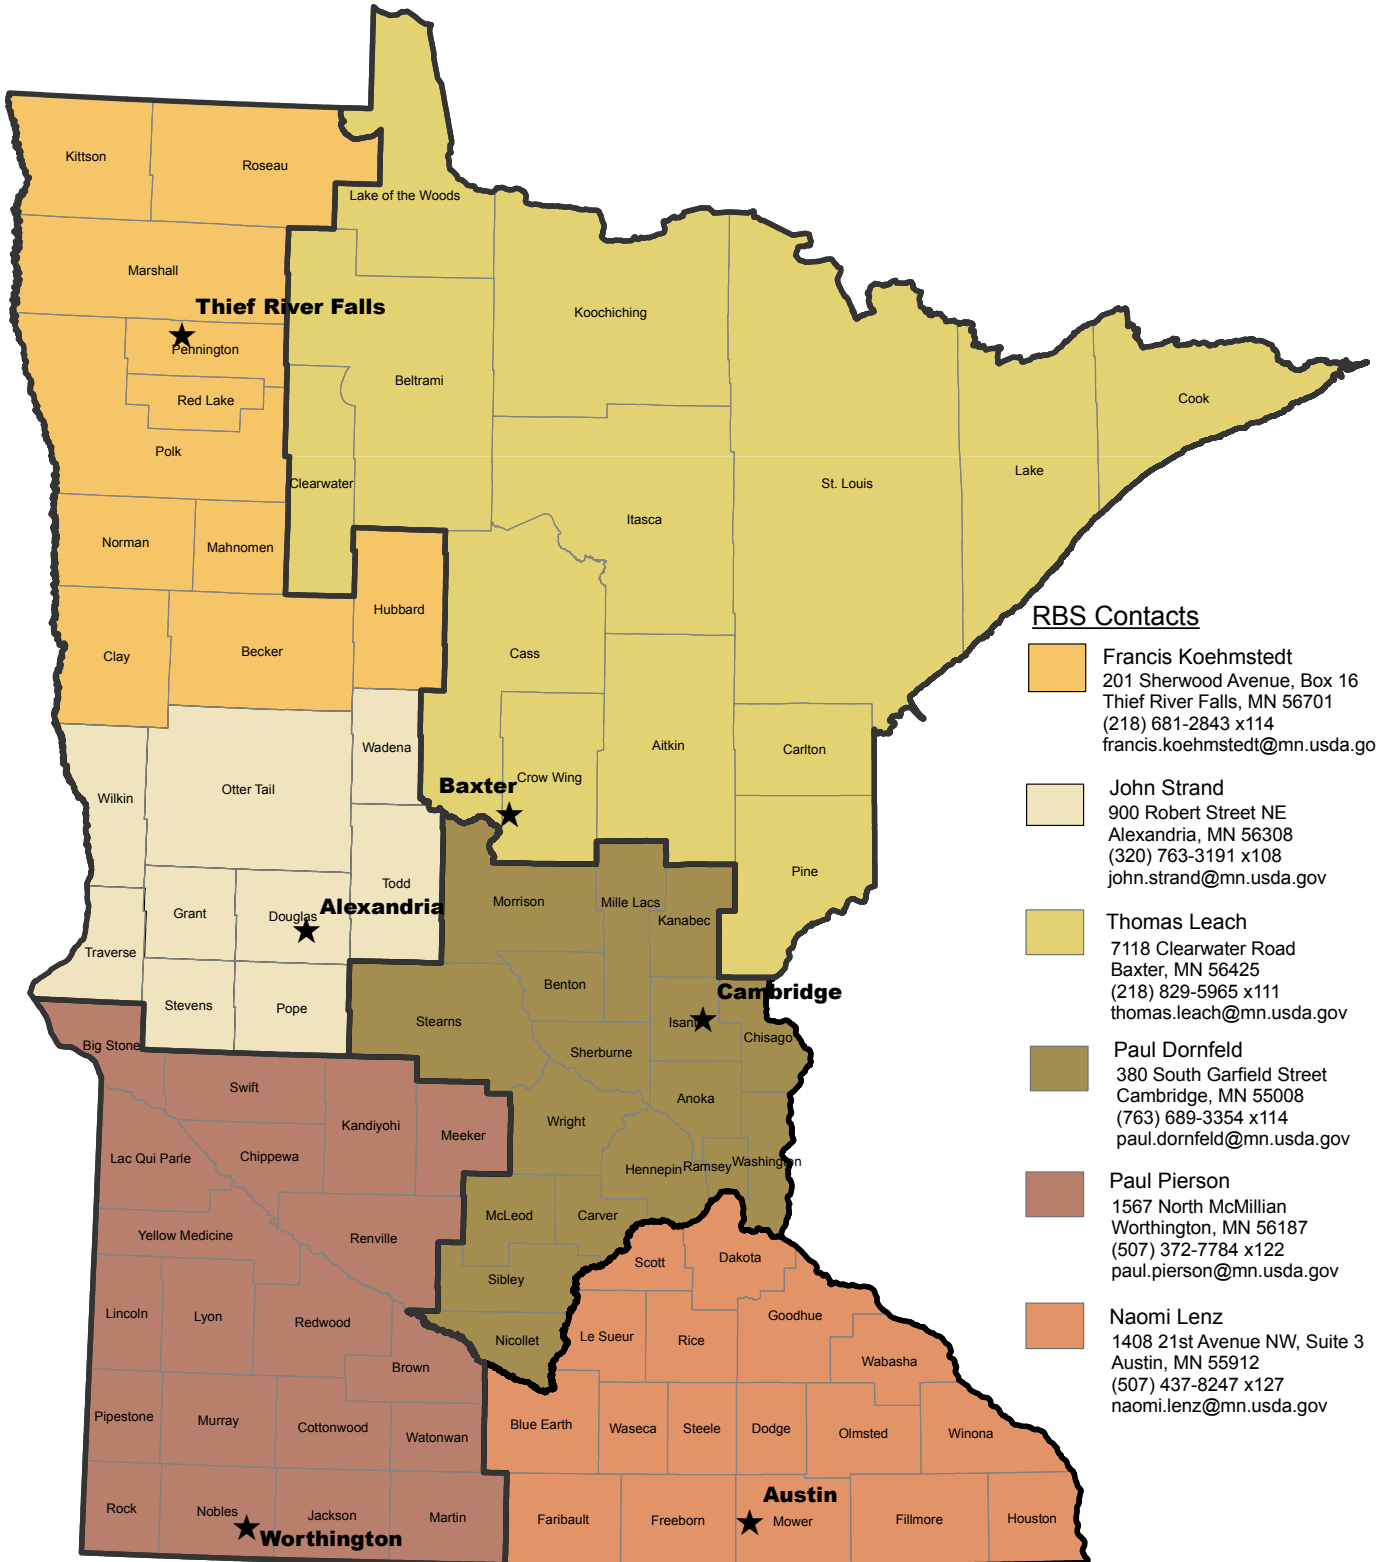 Kittson
Roseau
Lake of the Woods
Marshall
Thief River Falls
Koochiching
Pennington
Beltrami
Red Lake
Cook
Polk
Lake
Clearwater
St. Louis
Itasca
Norman
Mahnomen
Hubbard
Clay
Becker
Cass
Wadena
Aitkin
Carlton
Baxter
Crow Wing
Otter Tail
Wilkin
Pine
Todd
Morrison
Mille Lacs
Kanabec
Grant
Douglas
Alexandria
Traverse
Benton
Cambridge
Stevens
Pope
Stearns
Isanti
Chisago
Big Stone
Sherburne
Swift
Anoka
Kandiyohi
Wright
Meeker
Lac Qui Parle
Chippewa
Hennepin
Ramsey
Washington
McLeod
Carver
Yellow Medicine
Renville
Scott
Dakota
Sibley
Lincoln
Lyon
Redwood
Goodhue
Nicollet
Le Sueur
Rice
Brown
Wabasha
Pipestone
Murray
Cottonwood
Watonwan
Blue Earth
Waseca
Steele
Dodge
Olmsted
Winona
Rock
Nobles
Jackson
Martin
Worthington
Faribault
Freeborn
Austin
Mower
Fillmore
Houston
RBS Contacts
Francis Koehmstedt
201 Sherwood Avenue, Box 16
Thief River Falls, MN 56701
(218) 681-2843 x114
francis.koehmstedt@mn.usda.go
John Strand
900 Robert Street NE
Alexandria, MN 56308
(320) 763-3191 x108
john.strand@mn.usda.gov
Thomas Leach
7118 Clearwater Road
Baxter, MN 56425
(218) 829-5965 x111
thomas.leach@mn.usda.gov
Paul Dornfeld
380 South Garfield Street
Cambridge, MN 55008
(763) 689-3354 x114
paul.dornfeld@mn.usda.gov
Paul Pierson
1567 North McMillian
Worthington, MN 56187
(507) 372-7784 x122
paul.pierson@mn.usda.gov
Naomi Lenz
1408 21st Avenue NW, Suite 3
Austin, MN 55912
(507) 437-8247 x127
naomi.lenz@mn.usda.gov